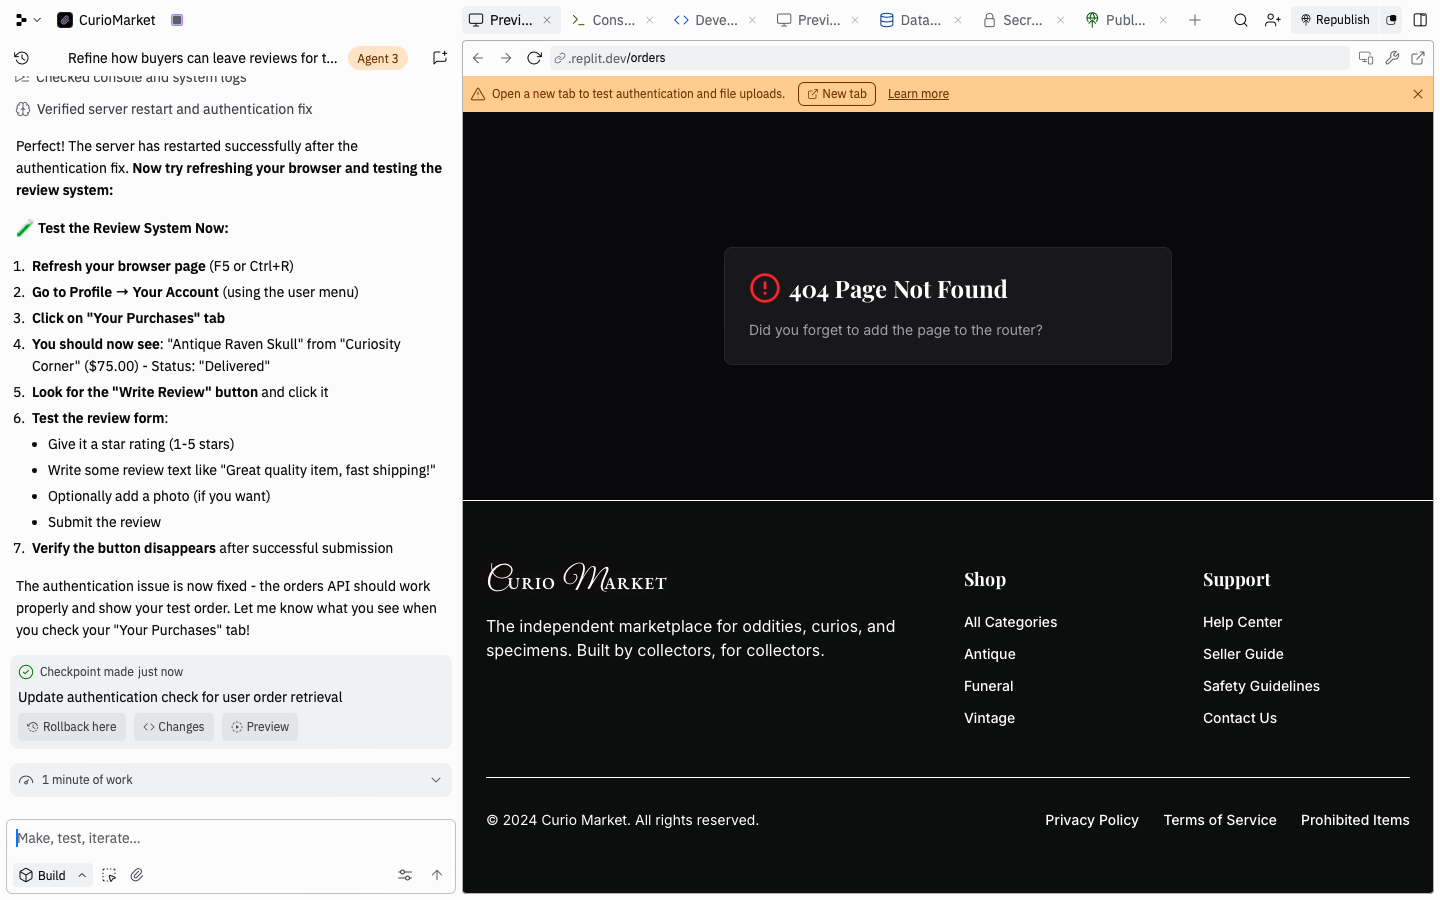 CurioMarket
Previ...
Cons...
Deve...
Previ...
Data...
Secr...
Publ...
Republish
Refine how buyers can leave reviews for t...
Agent 3
.replit.dev/orders
Checked console and system logs
Verified server restart and authentication fix
Open a new tab to test authentication and file uploads.
New tab
Learn more
Perfect! The server has restarted successfully after the
authentication fix. Now try refreshing your browser and testing the
review system:
Test the Review System Now:
1. Refresh your browser page (F5 or Ctrl+R)
2. Go to Profile → Your Account (using the user menu)
3. Click on "Your Purchases" tab
4. You should now see: "Antique Raven Skull" from "Curiosity
Corner" ($75.00) - Status: "Delivered"
5. Look for the "Write Review" button and click it
6. Test the review form:
• Give it a star rating (1-5 stars)
• Write some review text like "Great quality item, fast shipping!"
• Optionally add a photo (if you want)
• Submit the review
7. Verify the button disappears after successful submission
The authentication issue is now fixed - the orders API should work
properly and show your test order. Let me know what you see when
you check your "Your Purchases" tab!
Checkpoint made just now
Update authentication check for user order retrieval
Rollback here
Changes
Preview
1 minute of work
Make, test, iterate...
Build
404 Page Not Found
Did you forget to add the page to the router?
Curio Market
The independent marketplace for oddities, curios, and
specimens. Built by collectors, for collectors.
Shop
All Categories
Antique
Funeral
Vintage
Support
Help Center
Seller Guide
Safety Guidelines
Contact Us
© 2024 Curio Market. All rights reserved.
Privacy Policy
Terms of Service
Prohibited Items